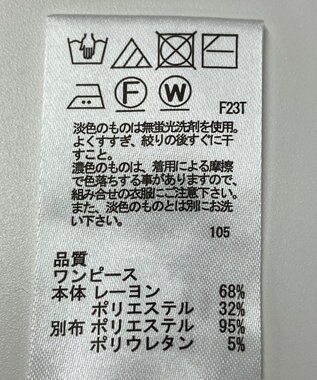 F W F23T
淡色のものは無蛍光洗剤を使用。
よくすすぎ、絞りの後すぐに干
すこと。
濃色のものは、着用による摩擦
で色落ちする事がありますので、
組み合せの衣服にご注意下さい。
また、淡色のものとは別にお洗
い下さい。
105
品質
ワンピース
本体 レーヨン 68%
ポリエステル 32%
別布 ポリエステル 95%
ポリウレタン 5%